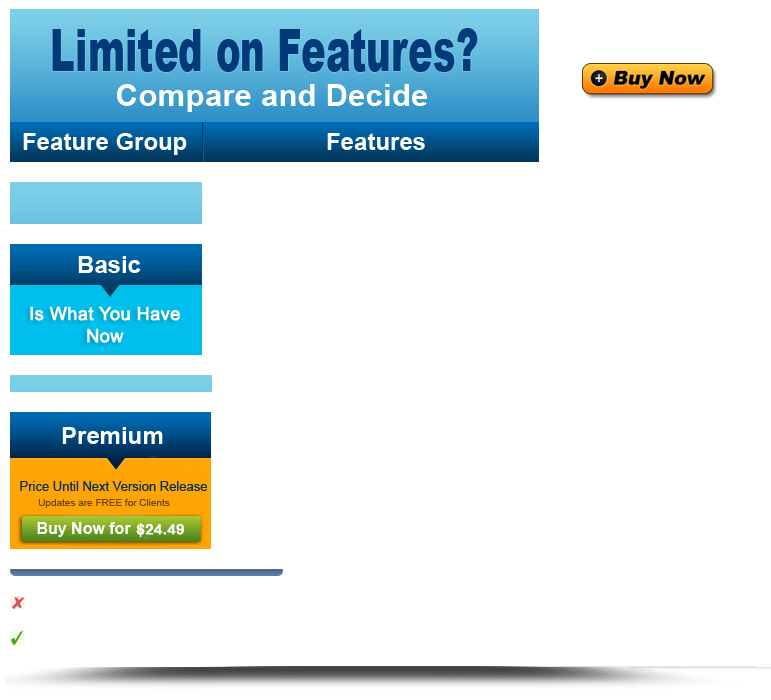 Limited on Features?
Compare and Decide
Buy Now
Feature Group Features
Basic
Is What You Have
Now
Premium
Price Until Next Version Release
Updates are FREE for Clients
Buy Now for $24.49